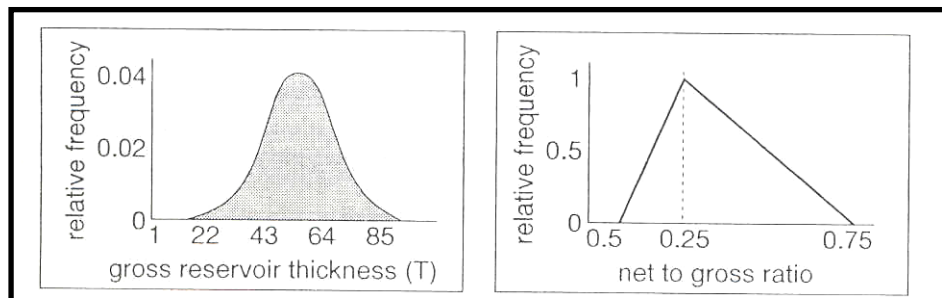 relative frequency
0.04
0.02
0
1 22 43 64 85
gross reservoir thickness (T)
relative frequency
1
0.5
0
0.5 0.25 0.75
net to gross ratio